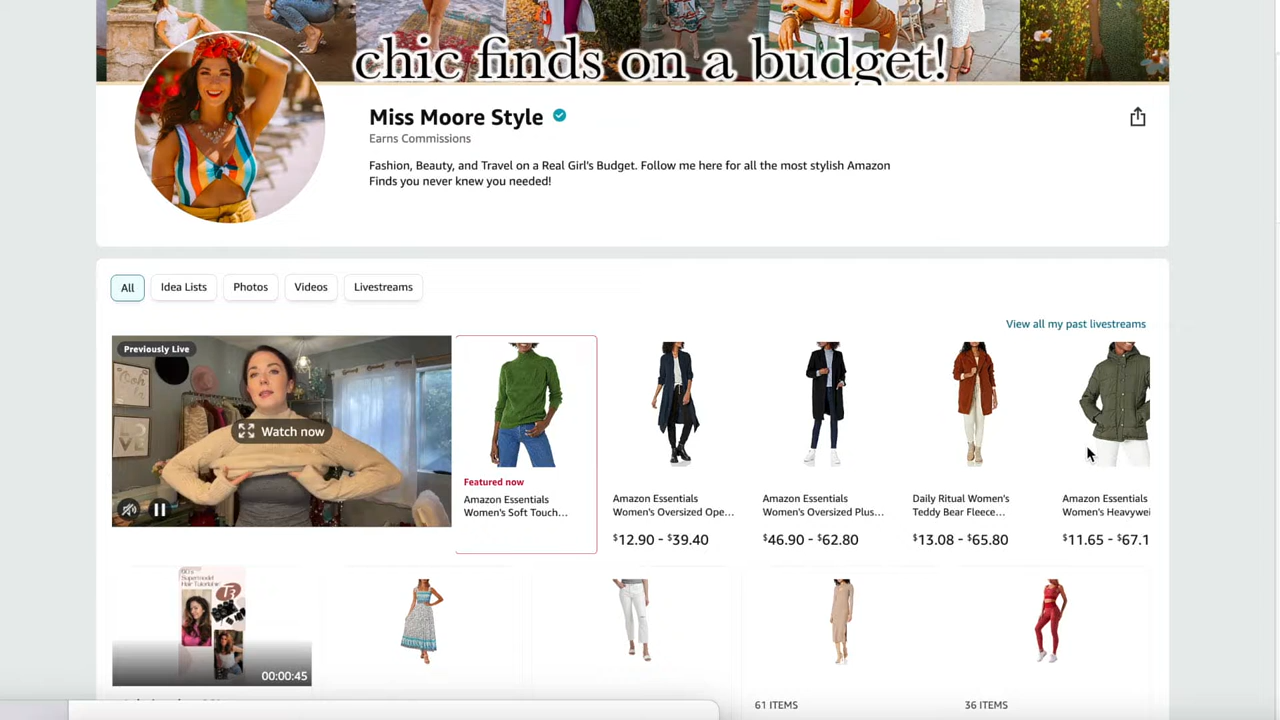 chic finds on a budget!
Miss Moore Style
Earns Commissions
Fashion, Beauty, and Travel on a Real Girl's Budget. Follow me here for all the most stylish Amazon
Finds you never knew you needed!
All
Idea Lists
Photos
Videos
Livestreams
View all my past livestreams
Previously Live
Watch now
Featured now
Amazon Essentials
Women's Soft Touch...
Amazon Essentials
Women's Oversized Ope...
$12.90 - $39.40
Amazon Essentials
Women's Oversized Plus...
$46.90 - $62.80
Daily Ritual Women's
Teddy Bear Fleece...
$13.08 - $65.80
Amazon Essentials
Women's Heavywei
$11.65 - $67.1
Supermodel
Hair Tutorial
T3
00:00:45
61 ITEMS
36 ITEMS